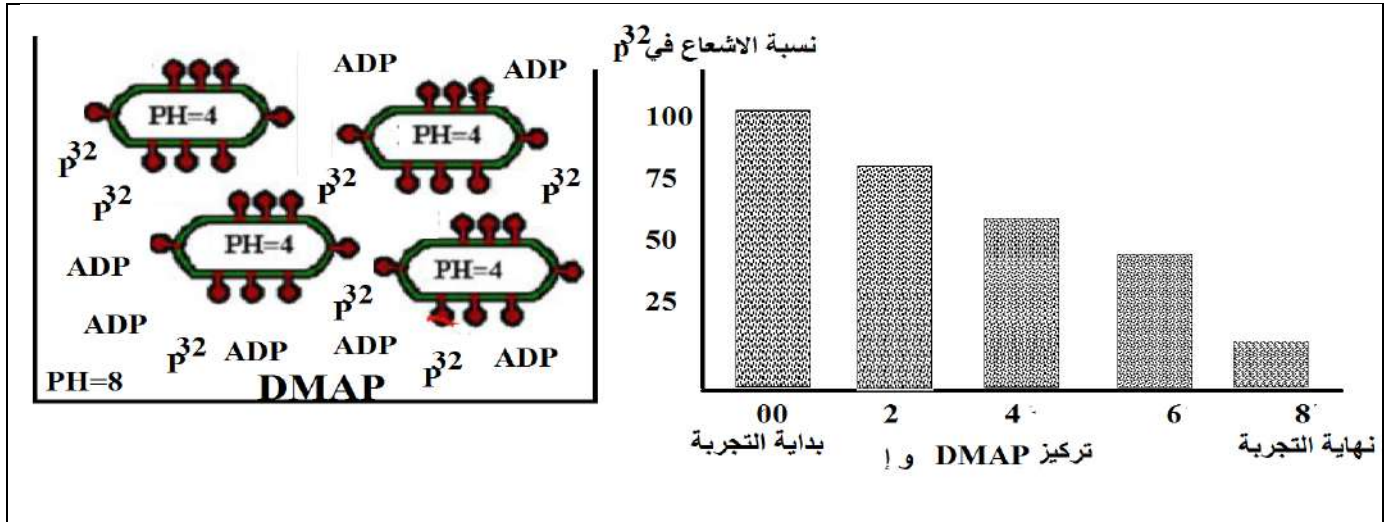 ADP
ADP
PH=4
PH=4
P32
P32
P32
P32
ADP
PH=4
PH=4
P32
ADP
P32
ADP
ADP
P32
ADP
PH=8
DMAP
نسبة الاشعاع في P32
100
75
50
25
00
2
4
6
8
بداية التجربة
تركيز DMAP و إ
نهاية التجربة